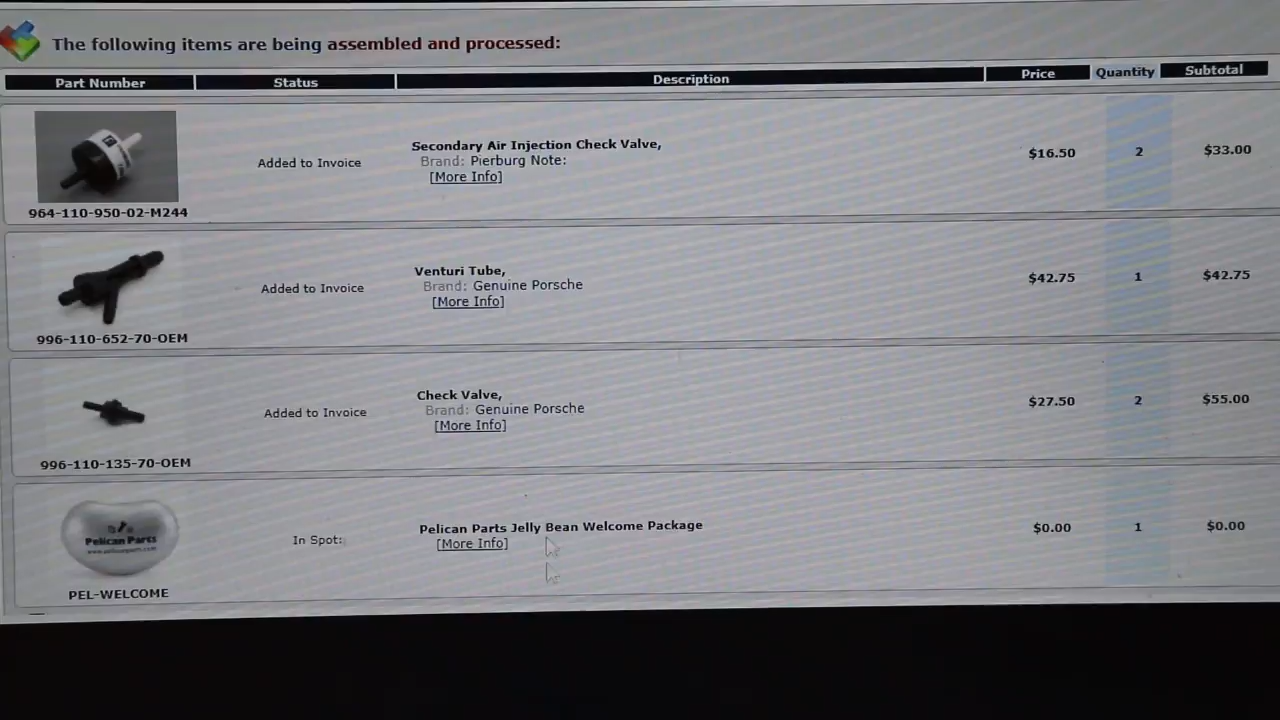 The following items are being assembled and processed:
Part Number Status Description Price Quantity Subtotal
Secondary Air Injection Check Valve,
Brand: Pierburg Note:
[More Info]
Added to Invoice
$16.50 2 $33.00
964-110-950-02-M244
Venturi Tube,
Brand: Genuine Porsche
[More Info]
Added to Invoice
$42.75 1 $42.75
996-110-652-70-OEM
Check Valve,
Brand: Genuine Porsche
[More Info]
Added to Invoice
$27.50 2 $55.00
996-110-135-70-OEM
Pelican Parts
www.pelicanparts.com
Pelican Parts Jelly Bean Welcome Package
[More Info]
In Spot:
$0.00 1 $0.00
PEL-WELCOME